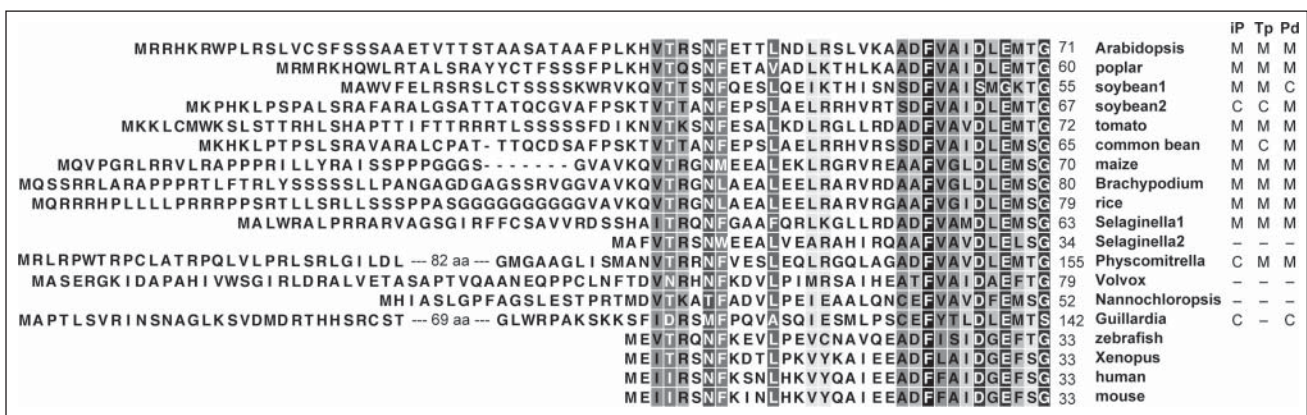 iP Tp Pd
MRRHKRWPLRSLVCSFSSSAAETVTTSTAASATAAFPLKHVTRSNFETTLNDLRSLVKAADFVAIDLEMTG 71 Arabidopsis M M M
MRMRKHQWLRTALSRAYYCTFSSSFPLKHVTQSNFETAVADLKTHLKAADFVAIDLEMTG 60 poplar M M M
MAWVFELRSRSLCTSSSSKWRVKQVTTSNFQESLQEIKTHISNSDFVAISMGKTG 55 soybean1 M M C
MKPHKLPSPALSRAFARALGSATTATQCGVAFPSKTVTTANFEPSLAELRRHVRTSDFVAIDLEMTG 67 soybean2 C C M
MKKLCMWKSLSTTRHLSHAPTTIFTTRRRTLSSSSSFDIKNVTKSNFESALKDLRGLLRDADFVAVDLEMTG 72 tomato M M M
MKHKLPTPSLSRAVARALCPAT-TTQCDSAFPSKTVTTANFEPSLAELRRHVRSSDFVAIDLEMSG 65 common bean M C M
MQVPGRLRRVLRAPPPRILLYRAISSPPPGGGS-------GVAVKQVTRGNMEEALEKLRGRVREAAFVGLDLEMSG 70 maize M M M
MQSSRRLARAPPPRTLFTRLYSSSSSLLPANGAGDGAGSSRVGGVAVKQVTRGNLAEALEELRARVRDAAFVGLDLEMSG 80 Brachypodium M M M
MQRRRHPLLLLPRRRPPSRTLLSRLLSSSPPASGGGGGGGGGGVAVKQVTRGNLAEALEELRARVRAAAFVGIDLEMSG 79 rice M M M
MALWRALPRRARVAGSGIRFFCSAVVRDSSHAITRQNFGAAFQRLKGLLRDADFVAMDLEMSG 63 Selaginella1 M M M
MAFVTRSNWEEALVEARAHIRQAAFVAVDLELSG 34 Selaginella2 – – –
MRLRPWTRPCLATRPQLVLPRLSRLGILDL --- 82 aa --- GMGAAGLISMANVTRRNFVESLEQLRGQLAGADFVAVDLEMTG 155 Physcomitrella C M M
MASERGKIDAPAHIVWSGIRLDRALVETASAPTVQAANEQPPCLNFTDVNRHNFKDVLPIMRSAIHEATFVAIDAEFTG 79 Volvox – – –
MHIASLGPFAGSLESTPRTMDVTKATFADVLPEIEAALQNCEFVAVDFEMSG 52 Nannochloropsis – – –
MAPTLSVRINSNAGLKSVDMDRTHHSRCST --- 69 aa --- GLWRPAKSKKSFIDRSMFPQVASQIESMLPSCEFYTLDLEMTS 142 Guillardia C – C
MEVTRQNFKEVLPEVCNAVQEADFISIDGEFTG 33 zebrafish
MEITRSNFKDTLPKVYKAIEEADFLAIDGEFSG 33 Xenopus
MEIIRSNFKSNLHKVYQAIEEADFFAIDGEFSG 33 human
MEIIRSNFKINLHKVYQAIEEADFFAIDGEFSG 33 mouse